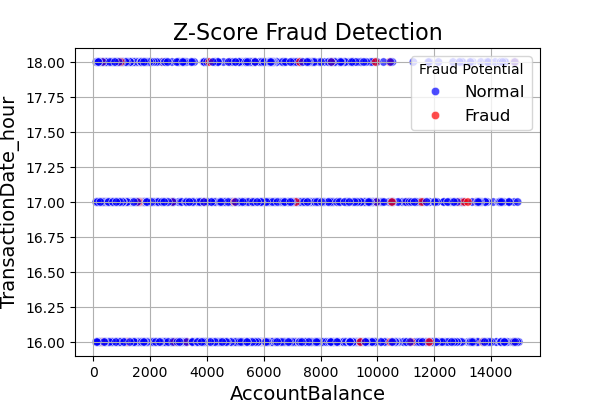 Z-Score Fraud Detection
TransactionDate_hour
18.00
17.75
17.50
17.25
17.00
16.75
16.50
16.25
16.00
Fraud Potential
Normal
Fraud
0 2000 4000 6000 8000 10000 12000 14000
AccountBalance